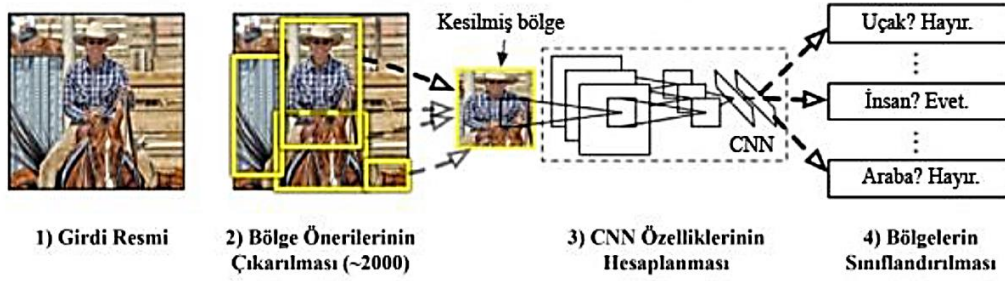 Kesilmiş bölge
Uçak? Hayır.
İnsan? Evet.
CNN
Araba? Hayır.
1) Girdi Resmi
2) Bölge Önerilerinin
Çıkarılması (~2000)
3) CNN Özelliklerinin
Hesaplanması
4) Bölgelerin
Sınıflandırılması